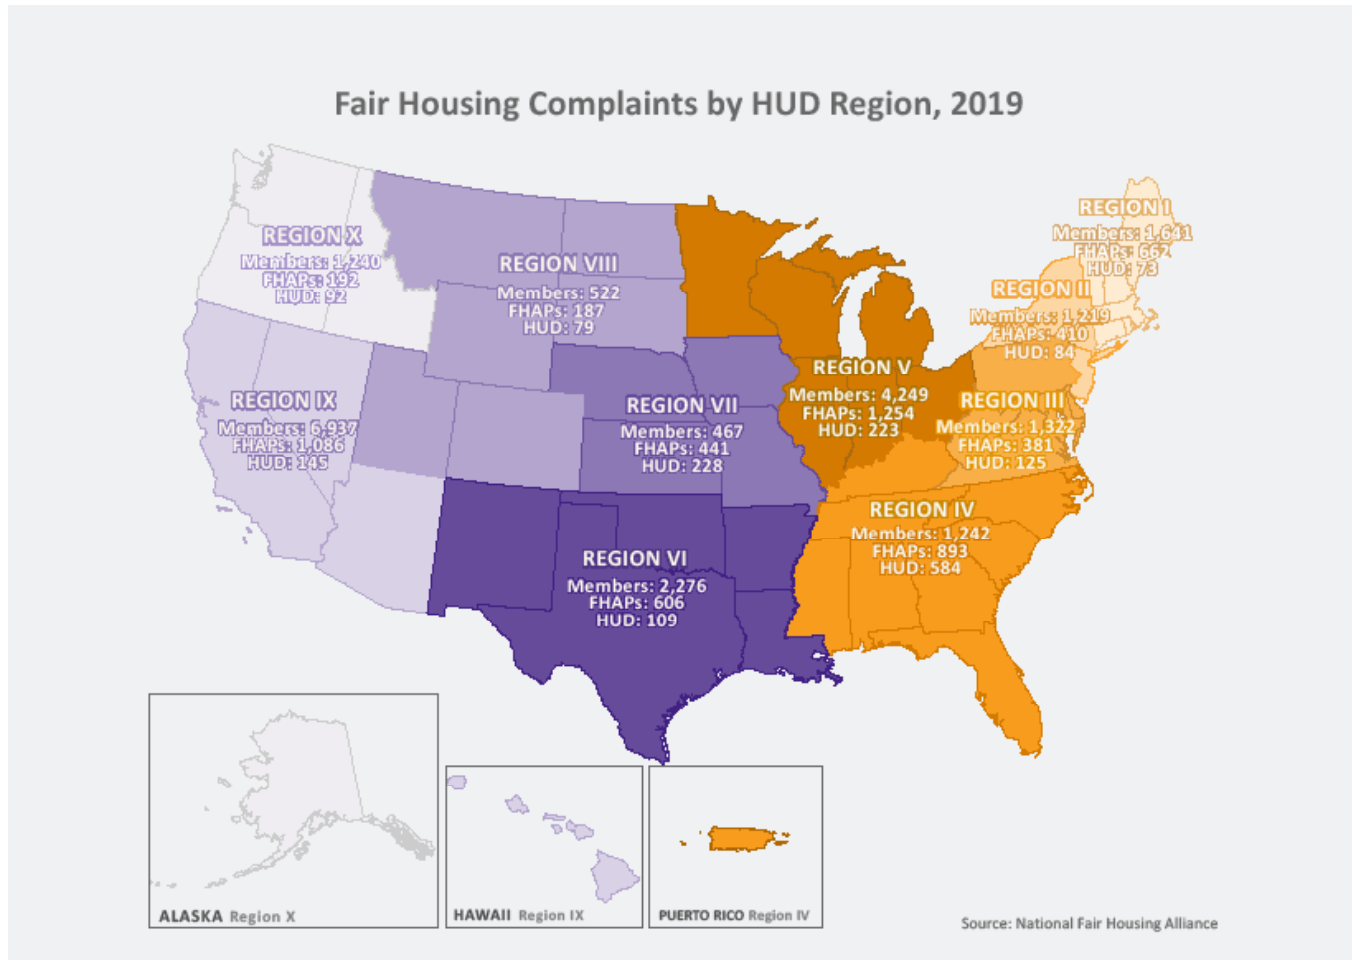 Fair Housing Complaints by HUD Region, 2019
REGION I
Members: 1,641
FHAPs: 662
HUD: 73
REGION X
Members: 1,240
FHAPs: 192
HUD: 92
REGION VIII
Members: 522
FHAPs: 187
HUD: 79
REGION II
Members: 1,219
FHAPs: 410
HUD: 84
REGION V
Members: 4,249
FHAPs: 1,254
HUD: 223
REGION IX
Members: 6,937
FHAPs: 1,086
HUD: 145
REGION VII
Members: 467
FHAPs: 441
HUD: 228
REGION III
Members: 1,322
FHAPs: 381
HUD: 125
REGION IV
Members: 1,242
FHAPs: 893
HUD: 584
REGION VI
Members: 2,276
FHAPs: 606
HUD: 109
ALASKA Region X
HAWAII Region IX
PUERTO RICO Region IV
Source: National Fair Housing Alliance